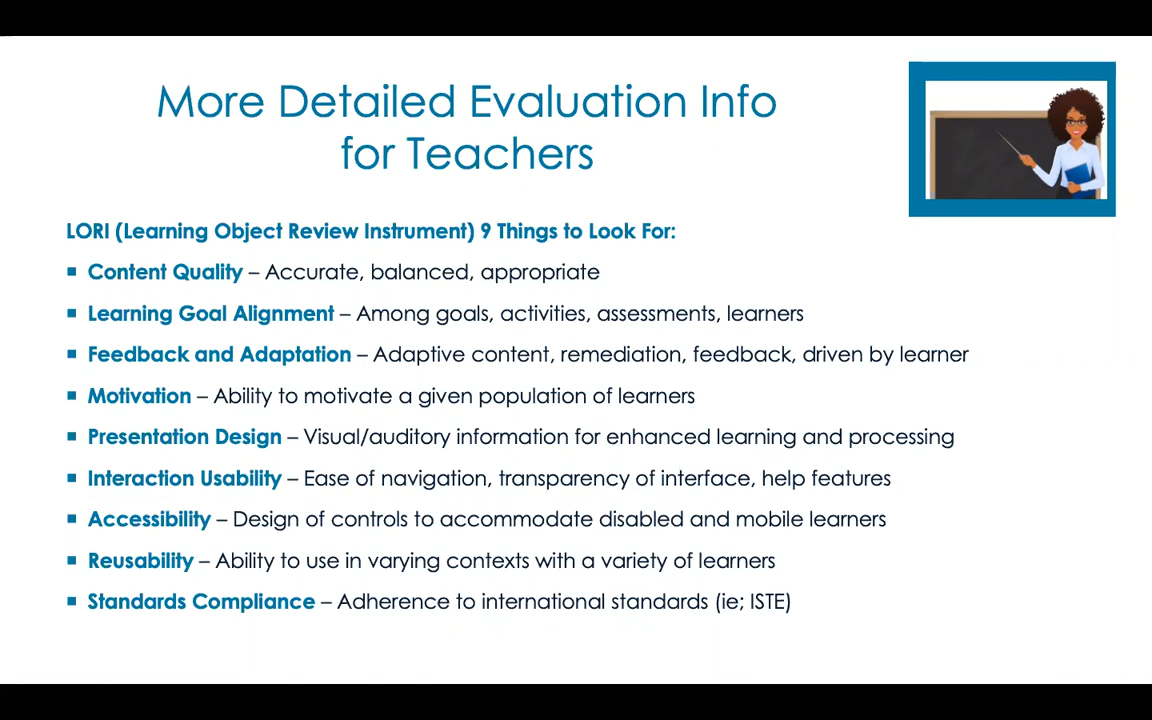 More Detailed Evaluation Info
for Teachers
LORI (Learning Object Review Instrument) 9 Things to Look For:
▪ Content Quality – Accurate, balanced, appropriate
▪ Learning Goal Alignment – Among goals, activities, assessments, learners
▪ Feedback and Adaptation – Adaptive content, remediation, feedback, driven by learner
▪ Motivation – Ability to motivate a given population of learners
▪ Presentation Design – Visual/auditory information for enhanced learning and processing
▪ Interaction Usability – Ease of navigation, transparency of interface, help features
▪ Accessibility – Design of controls to accommodate disabled and mobile learners
▪ Reusability – Ability to use in varying contexts with a variety of learners
▪ Standards Compliance – Adherence to international standards (ie; ISTE)